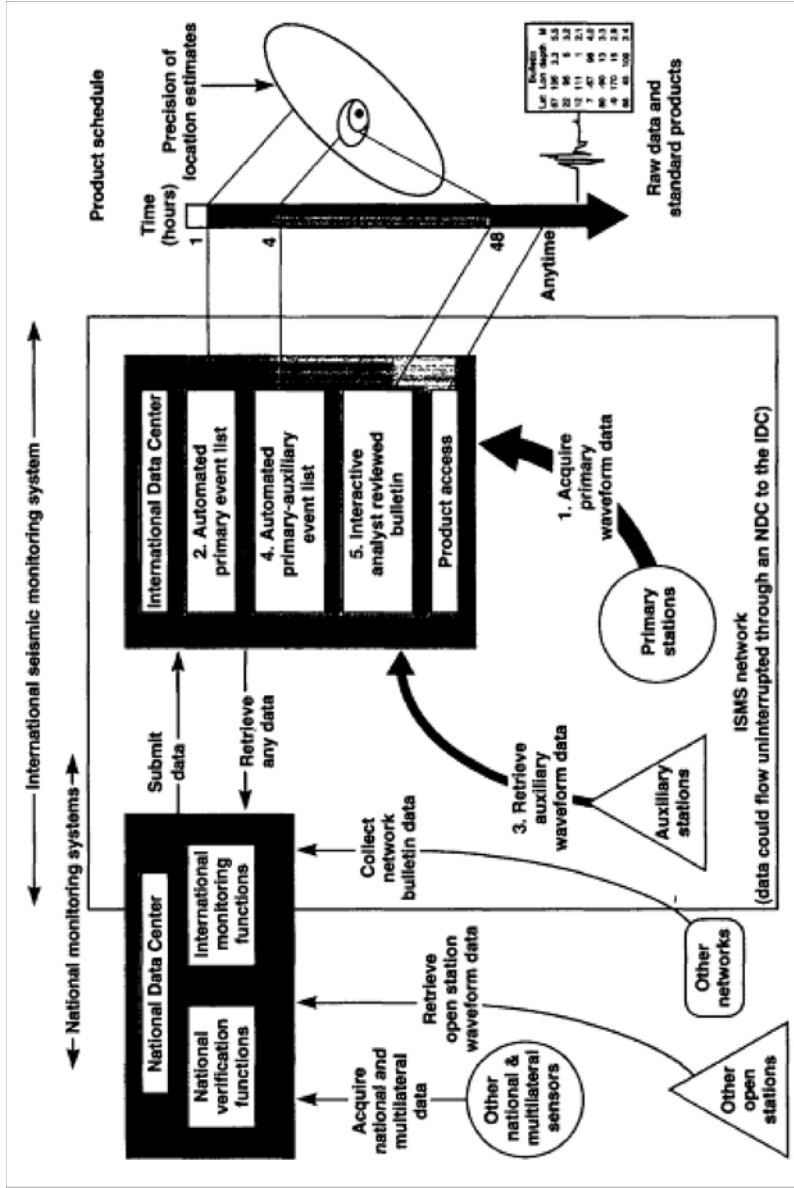 International seismic monitoring system
National monitoring systems
Product schedule
National Data Center
National
verification
functions
International
monitoring
functions
Submit
data
Retrieve
any data
International Data Center
2. Automated
primary event list
4. Automated
primary-auxiliary
event list
5. Interactive
analyst reviewed
bulletin
Product access
Time
(hours)
1
4
48
Anytime
Precision of
location estimates
Bulletin
Lat Lon depth M
Raw data and
standard products
Acquire
national and
multilateral
data
Retrieve
open station
waveform data
Collect
network
bulletin data
3. Retrieve
auxiliary
waveform data
1. Acquire
primary
waveform data
Other
national &
multilateral
sensors
Other
open
stations
Other
networks
Auxiliary
stations
Primary
stations
ISMS network
(data could flow uninterrupted through an NDC to the IDC)